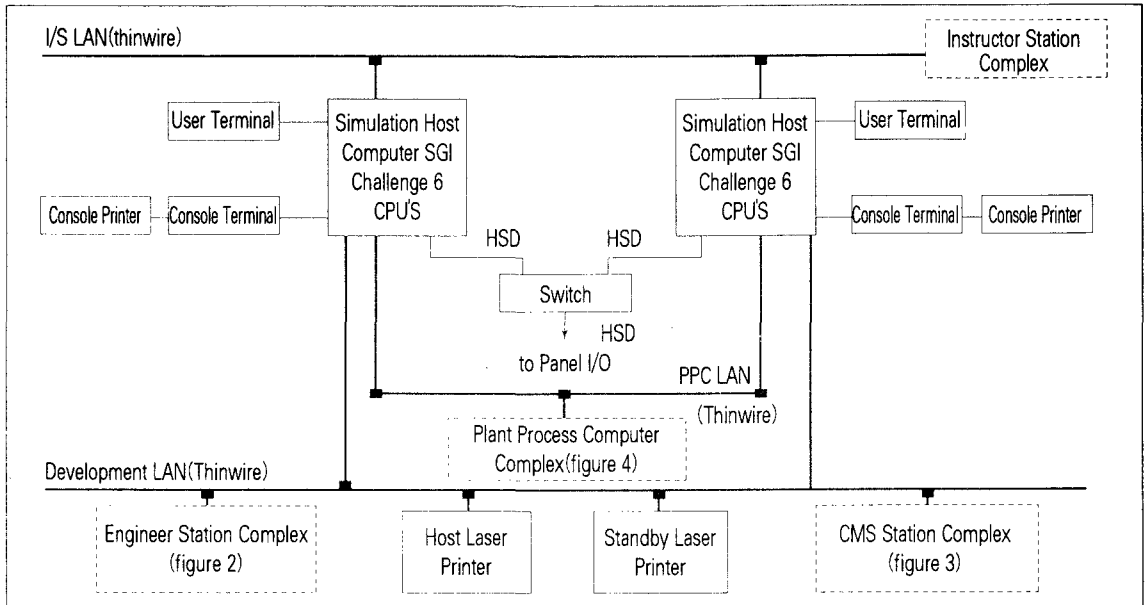 I/S LAN(thinwire)
Instructor Station
Complex
User Terminal
Simulation Host
Computer SGI
Challenge 6
CPU'S
Simulation Host
Computer SGI
Challenge 6
CPU'S
User Terminal
Console Printer
Console Terminal
Console Terminal
Console Printer
HSD
HSD
Switch
HSD
to Panel I/O
PPC LAN
(Thinwire)
Plant Process Computer
Complex(figure 4)
Development LAN(Thinwire)
Engineer Station Complex
(figure 2)
Host Laser
Printer
Standby Laser
Printer
CMS Station Complex
(figure 3)